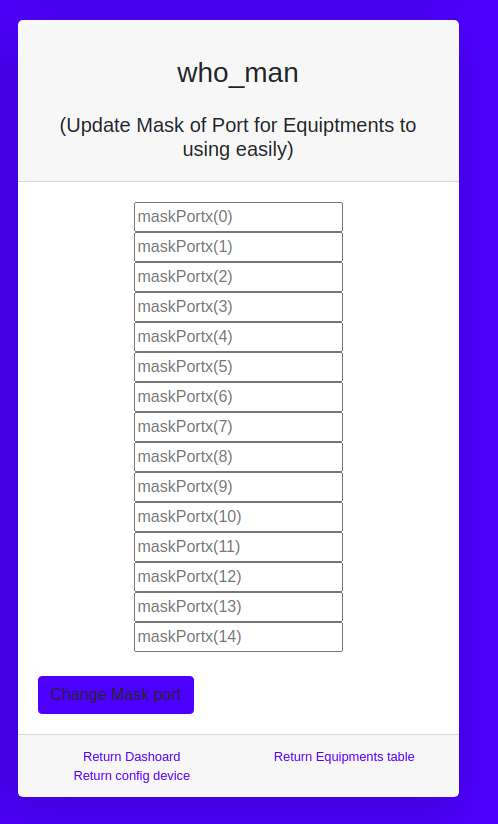 who_man
(Update Mask of Port for Equiptments to
using easily)
maskPortx(0)
maskPortx(1)
maskPortx(2)
maskPortx(3)
maskPortx(4)
maskPortx(5)
maskPortx(6)
maskPortx(7)
maskPortx(8)
maskPortx(9)
maskPortx(10)
maskPortx(11)
maskPortx(12)
maskPortx(13)
maskPortx(14)
Change Mask port
Return Dashoard
Return Equipments table
Return config device